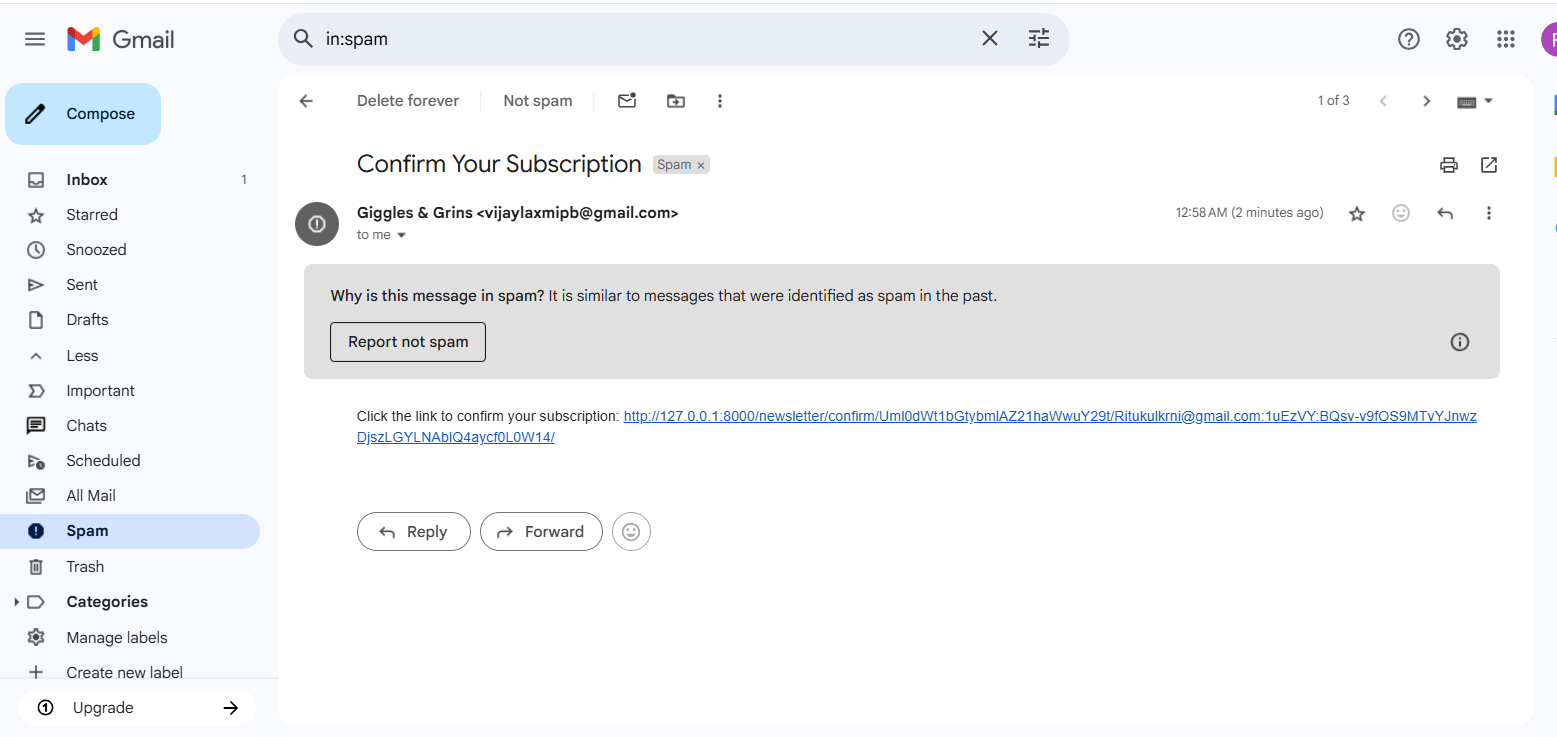 Gmail
in:spam
Compose
Delete forever
Not spam
1 of 3
Inbox 1
Starred
Snoozed
Sent
Drafts
Less
Important
Chats
Scheduled
All Mail
Spam
Trash
Categories
Manage labels
Create new label
Upgrade
Confirm Your Subscription Spam ×
Giggles & Grins <vijaylaxmipb@gmail.com>
12:58 AM (2 minutes ago)
to me
Why is this message in spam? It is similar to messages that were identified as spam in the past.
Report not spam
Click the link to confirm your subscription: http://127.0.0.1:8000/newsletter/confirm/UmI0dWt1bGtybmlAZ21haWwuY29t/Ritukulkrni@gmail.com:1uEzVY:BQsv-v9fOS9MTvYJnwz
DjszLGYLNAbIQ4aycf0L0W14/
Reply
Forward